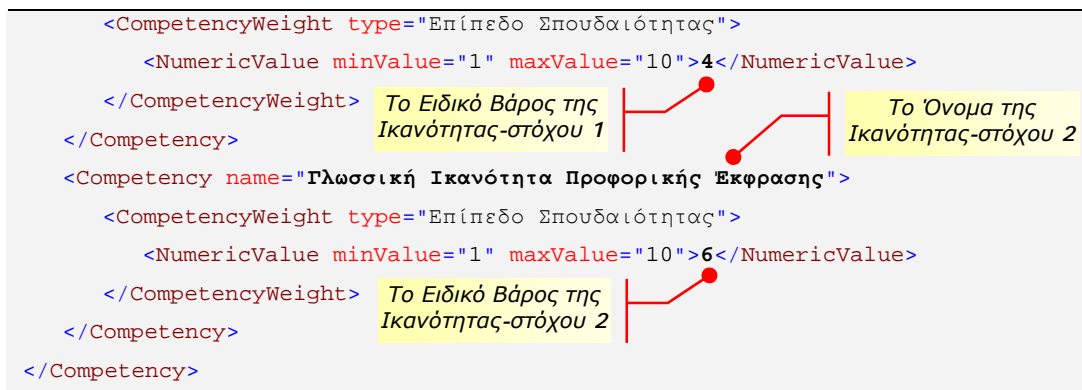 <CompetencyWeight type="Επίπεδο Σπουδαιότητας">
<NumericValue minValue="1" maxValue="10">4</NumericValue>
</CompetencyWeight>
Το Ειδικό Βάρος της
Ικανότητας-στόχου 1
Το Όνομα της
Ικανότητας-στόχου 2
</Competency>
<Competency name="Γλωσσική Ικανότητα Προφορικής Έκφρασης">
<CompetencyWeight type="Επίπεδο Σπουδαιότητας">
<NumericValue minValue="1" maxValue="10">6</NumericValue>
</CompetencyWeight>
Το Ειδικό Βάρος της
Ικανότητας-στόχου 2
</Competency>
</Competency>